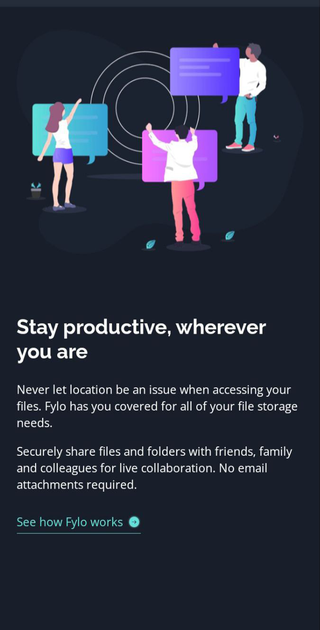 Stay productive, wherever
you are
Never let location be an issue when accessing your
files. Fylo has you covered for all of your file storage
needs.
Securely share files and folders with friends, family
and colleagues for live collaboration. No email
attachments required.
See how Fylo works